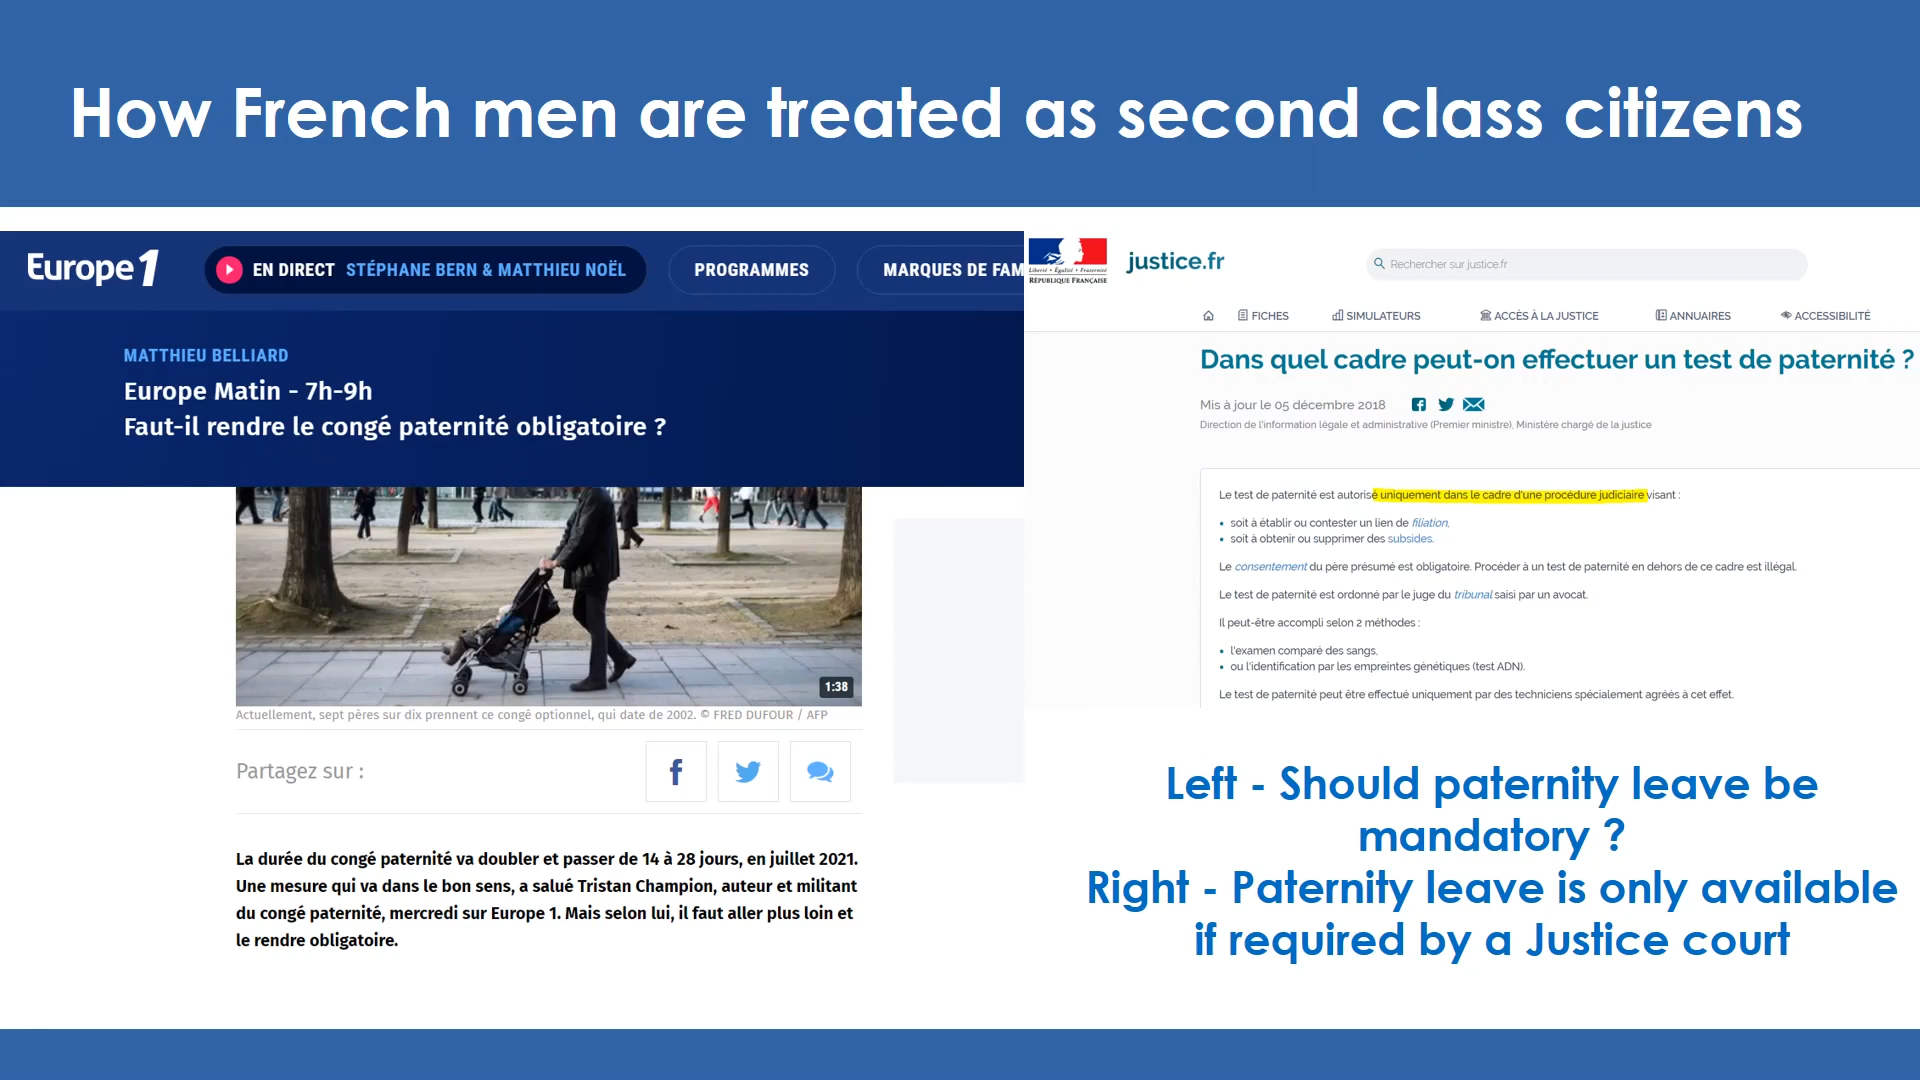 How French men are treated as second class citizens
Europe 1
EN DIRECT STÉPHANE BERN & MATTHIEU NOËL
PROGRAMMES
MARQUES DE FAM
MATTHIEU BELLIARD
Europe Matin - 7h-9h
Faut-il rendre le congé paternité obligatoire ?
1:38
Actuellement, sept pères sur dix prennent ce congé optionnel, qui date de 2002. © FRED DUFOUR / AFP
Partagez sur :
La durée du congé paternité va doubler et passer de 14 à 28 jours, en juillet 2021.
Une mesure qui va dans le bon sens, a salué Tristan Champion, auteur et militant
du congé paternité, mercredi sur Europe 1. Mais selon lui, il faut aller plus loin et
le rendre obligatoire.
Liberté • Égalité • Fraternité
RÉPUBLIQUE FRANÇAISE
justice.fr
Rechercher sur justice.fr
FICHES
SIMULATEURS
ACCÈS À LA JUSTICE
ANNUAIRES
ACCESSIBILITÉ
Dans quel cadre peut-on effectuer un test de paternité ?
Mis à jour le 05 décembre 2018
Direction de l'information légale et administrative (Premier ministre), Ministère chargé de la justice
Le test de paternité est autorisé uniquement dans le cadre d'une procédure judiciaire visant :
• soit à établir ou contester un lien de filiation,
• soit à obtenir ou supprimer des subsides.
Le consentement du père présumé est obligatoire. Procéder à un test de paternité en dehors de ce cadre est illégal.
Le test de paternité est ordonné par le juge du tribunal saisi par un avocat.
Il peut-être accompli selon 2 méthodes :
• l'examen comparé des sangs,
• ou l'identification par les empreintes génétiques (test ADN).
Le test de paternité peut être effectué uniquement par des techniciens spécialement agréés à cet effet.
Left - Should paternity leave be
mandatory ?
Right - Paternity leave is only available
if required by a Justice court